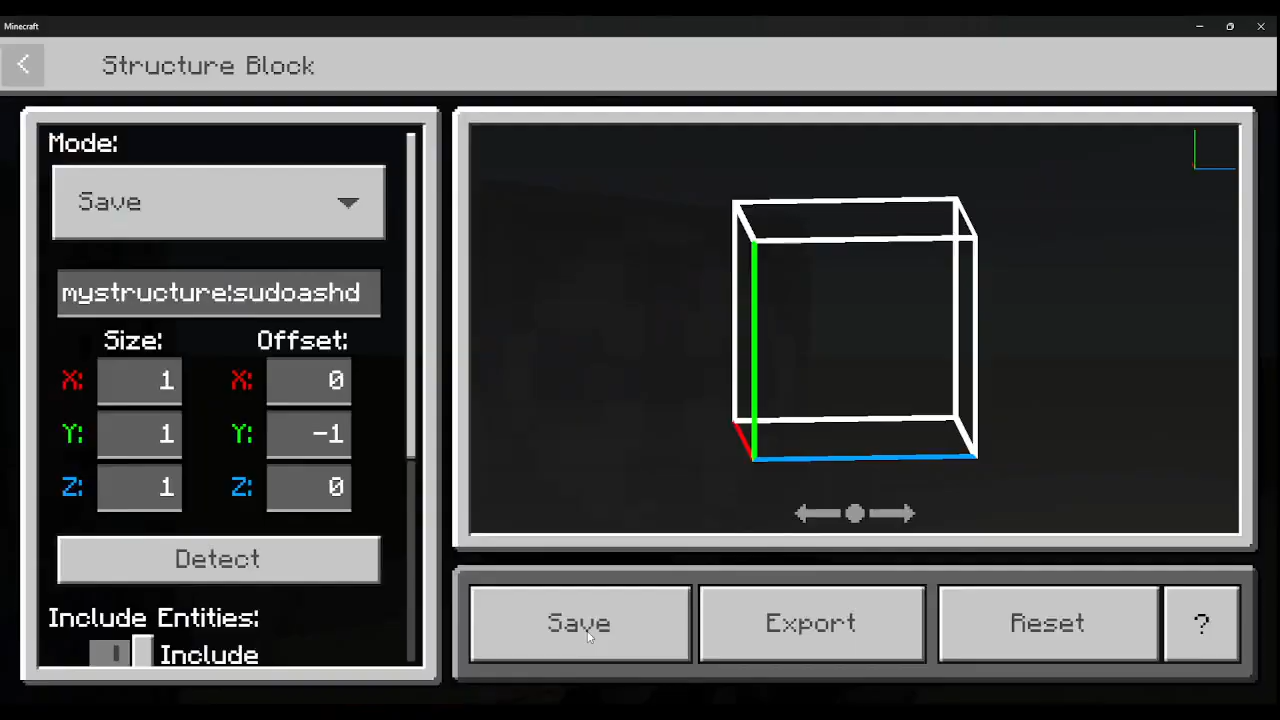 Minecraft
Structure Block
Mode:
Save
mystructure:sudoashd
Size: Offset:
X: 1 X: 0
Y: 1 Y: -1
Z: 1 Z: 0
Detect
Include Entities:
Include
Save Export Reset ?